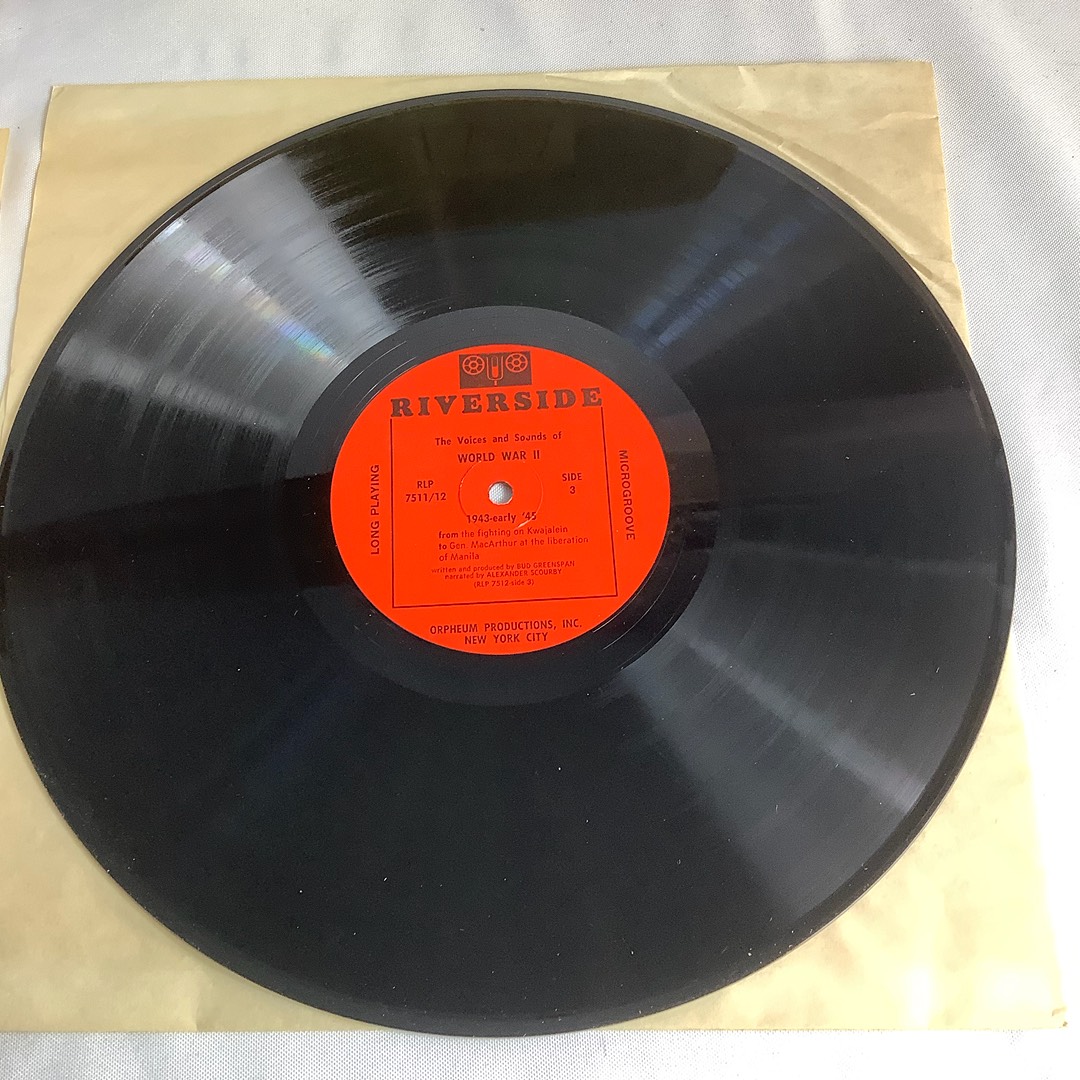 RIVERSIDE
The Voices and Sounds of
WORLD WAR II
RLP
7511/12
SIDE
3
LONG PLAYING
MICROGROOVE
1943-early '45
from the fighting on Kwajalein
to Gen. MacArthur at the liberation
of Manila
written and produced by BUD GREENSPAN
narrated by ALEXANDER SCOURBY
(RLP 7512-side 3)
ORPHEUM PRODUCTIONS, INC.
NEW YORK CITY